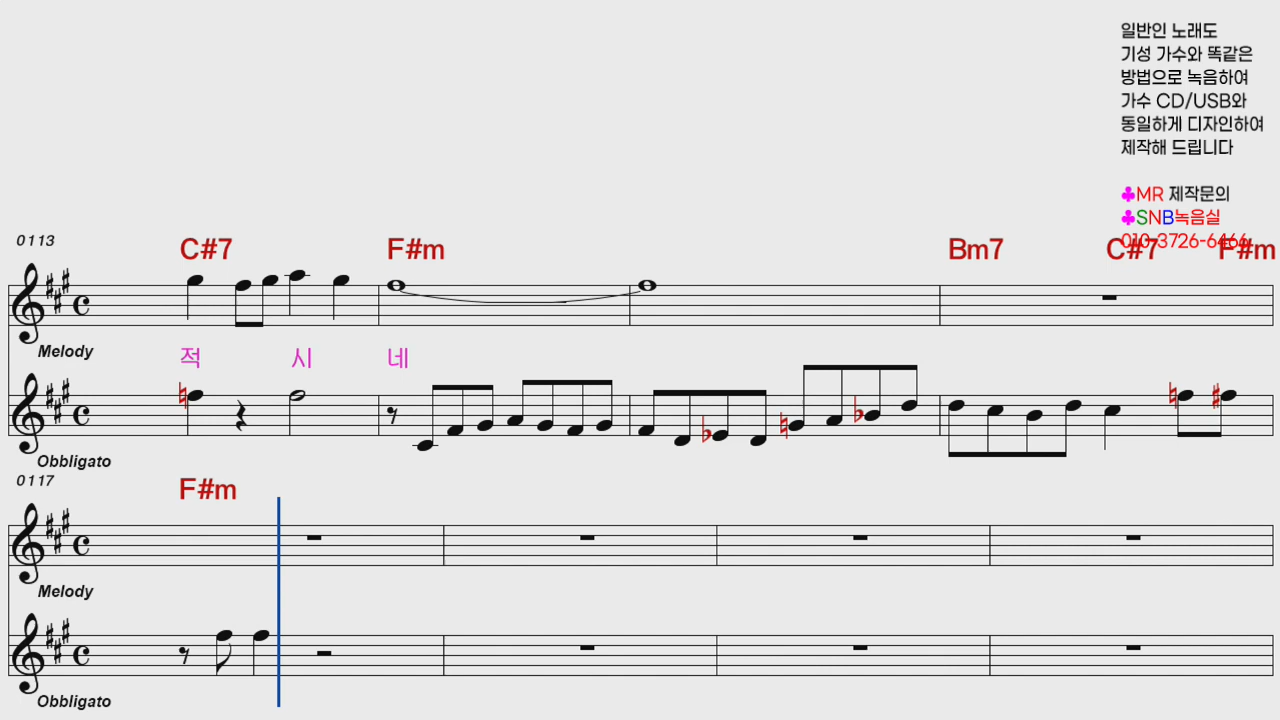 일반인 노래도
기성 가수와 똑같은
방법으로 녹음하여
가수 CD/USB와
동일하게 디자인하여
제작해 드립니다
♣MR 제작문의
♣SNB녹음실
010-3726-6466
0113
C#7 F#m Bm7 C#7 F#m
Melody
적 시 네
Obbligato
0117
F#m
Melody
Obbligato